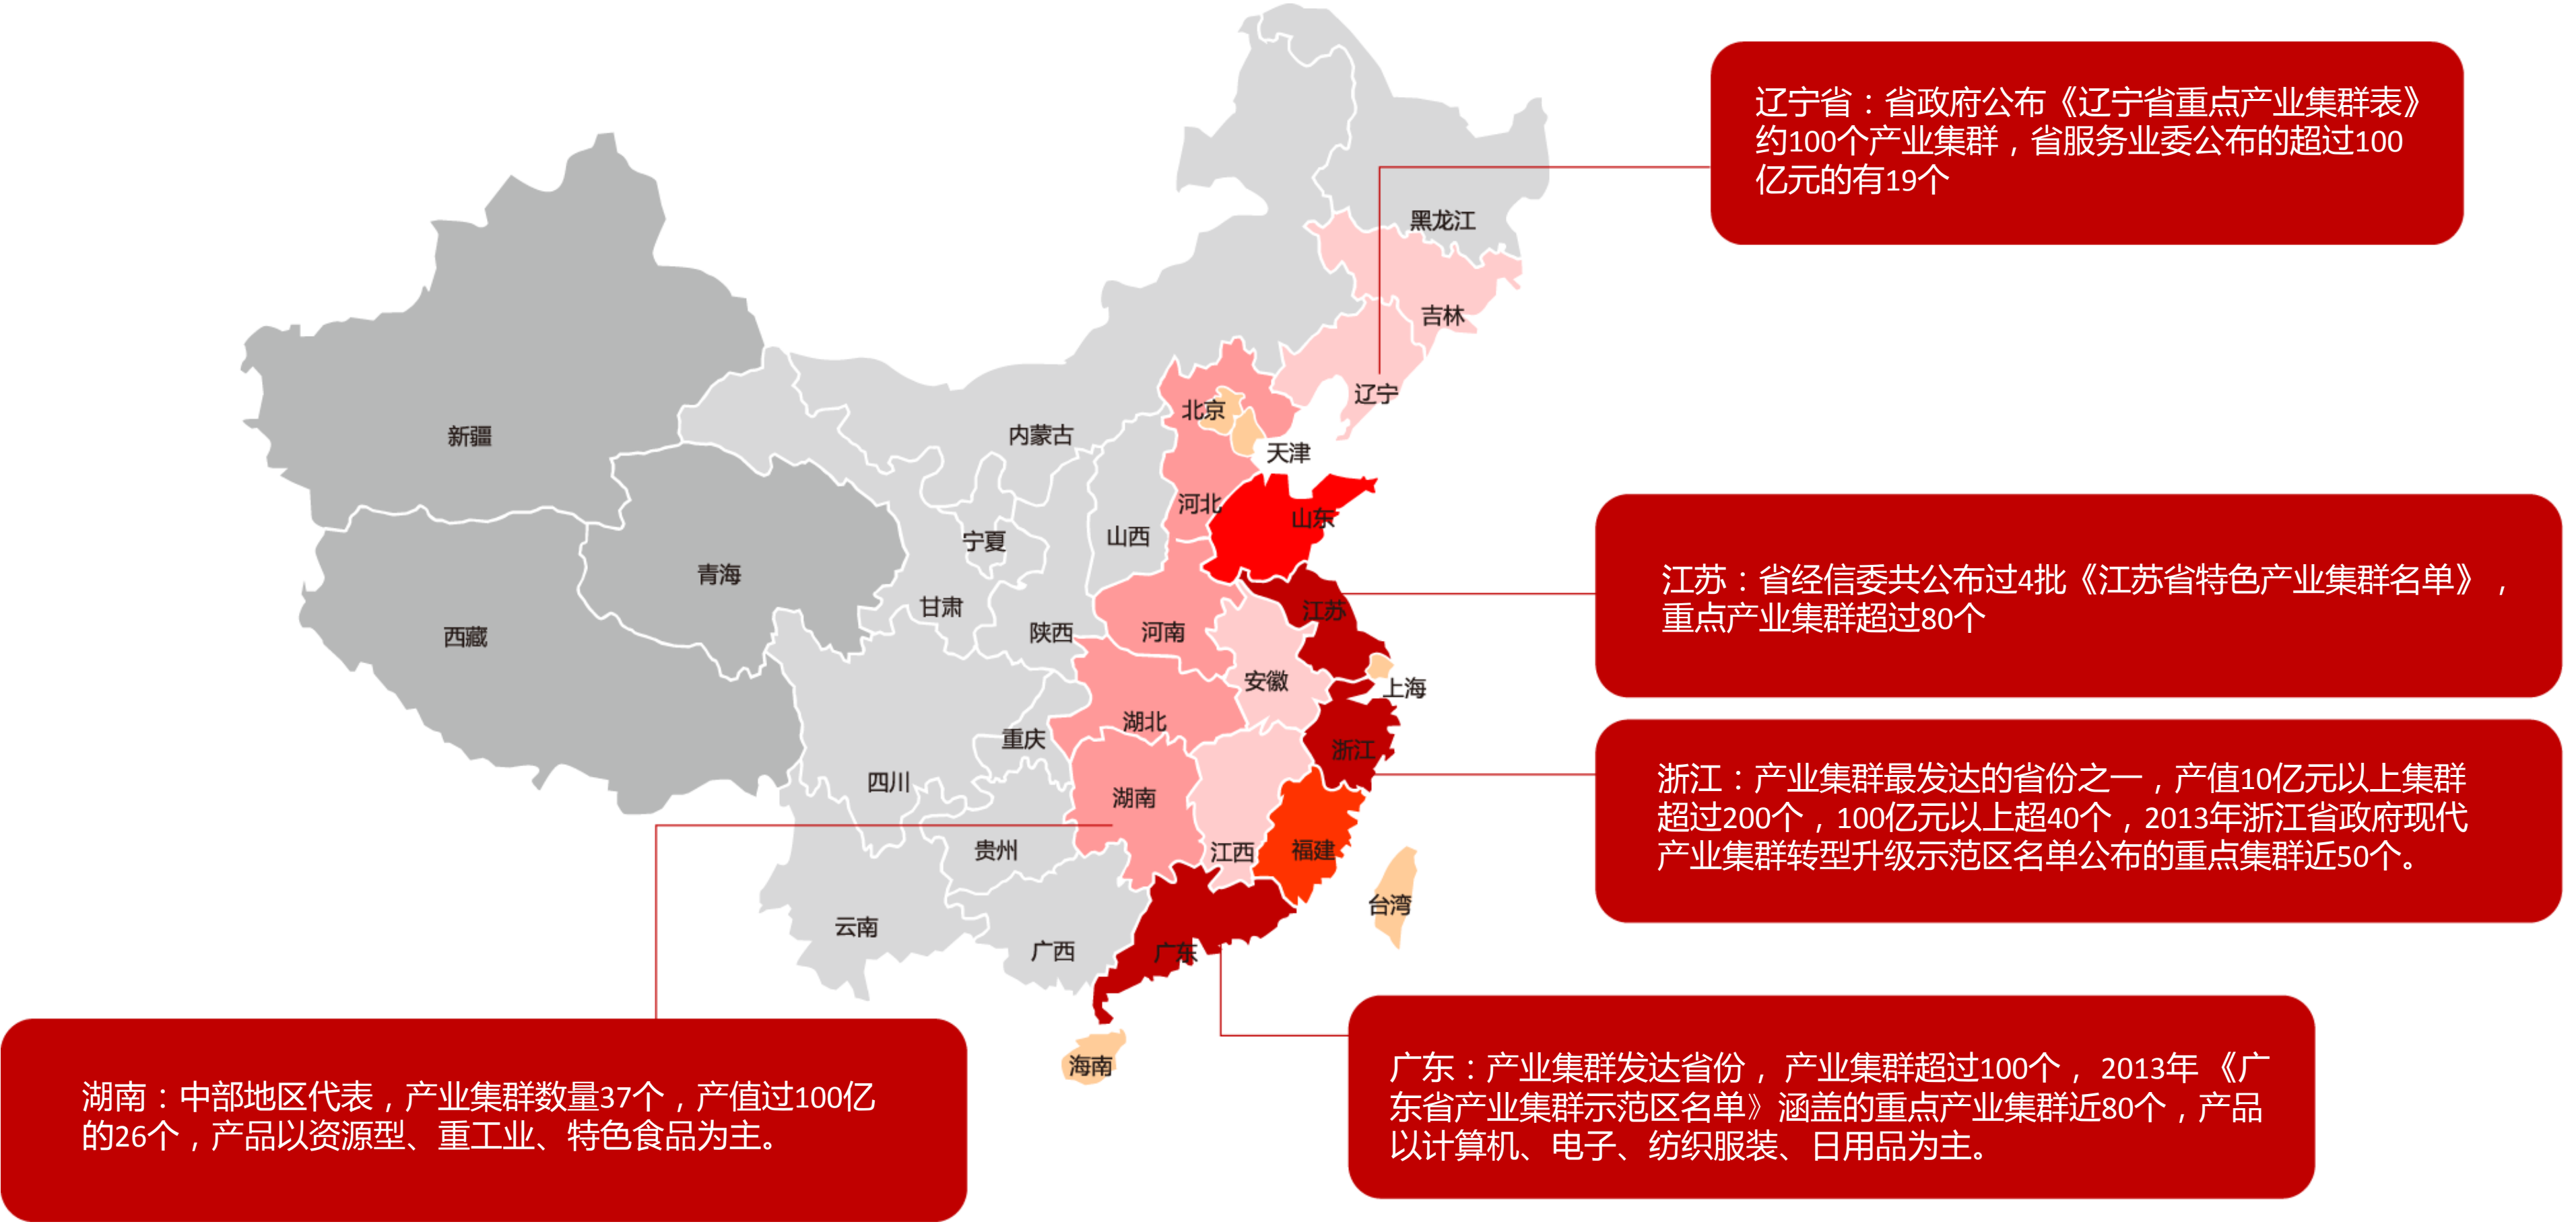 辽宁省：省政府公布《辽宁省重点产业集群表》
约100个产业集群，省服务业委公布的超过100
亿元的有19个
黑龙江
吉林
辽宁
北京
天津
内蒙古
新疆
河北
山东
山西
宁夏
青海
甘肃
陕西
河南
江苏
西藏
安徽
上海
湖北
重庆
浙江
四川
湖南
贵州
江西
福建
台湾
云南
广西
广东
海南
江苏：省经信委共公布过4批《江苏省特色产业集群名单》，
重点产业集群超过80个
浙江：产业集群最发达的省份之一，产值10亿元以上集群
超过200个，100亿元以上超40个，2013年浙江省政府现代
产业集群转型升级示范区名单公布的重点集群近50个。
广东：产业集群发达省份， 产业集群超过100个， 2013年 《广
东省产业集群示范区名单》涵盖的重点产业集群近80个，产品
以计算机、电子、纺织服装、日用品为主。
湖南：中部地区代表，产业集群数量37个，产值过100亿
的26个，产品以资源型、重工业、特色食品为主。